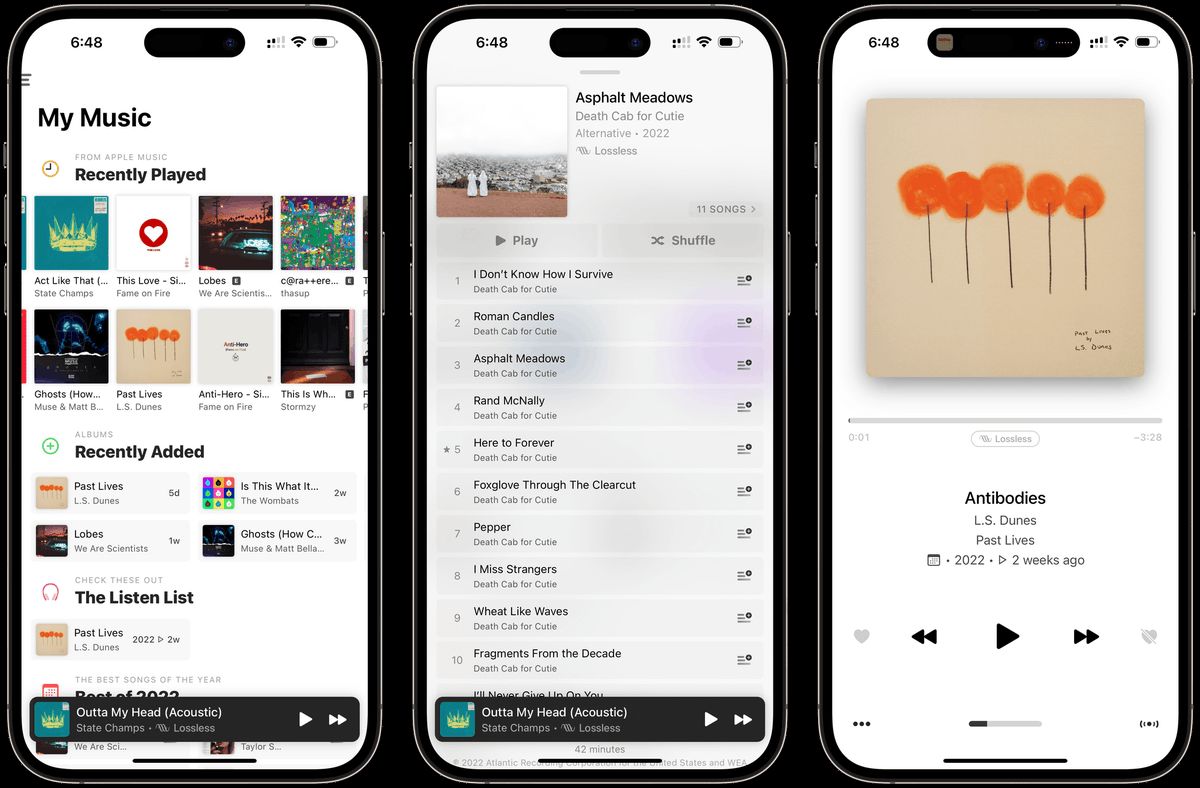 6:48
My Music
FROM APPLE MUSIC
Recently Played
Act Like That (...
State Champs
This Love - Si...
Fame on Fire
Lobes E
We Are Scientis...
c@ra++ere... E
thasup
Anti-Hero
Ghosts (How...
Muse & Matt B...
Past Lives
L.S. Dunes
Anti-Hero - Si...
Fame on Fire
This Is Wh... E
Stormzy
ALBUMS
Recently Added
Past Lives
L.S. Dunes
5d
Is This What It...
The Wombats
2w
Lobes
We Are Scientists
1w
Ghosts (How C...
Muse & Matt Bella...
3w
CHECK THESE OUT
The Listen List
Past Lives
L.S. Dunes
2022 ▷ 2w
THE BEST SONGS OF THE YEAR
Best of 2022
Outta My Head (Acoustic)
State Champs • Lossless
We Are Sci...
Taylor S...
6:48
Asphalt Meadows
Death Cab for Cutie
Alternative • 2022
Lossless
11 SONGS >
Play
Shuffle
1 I Don't Know How I Survive
Death Cab for Cutie
2 Roman Candles
Death Cab for Cutie
3 Asphalt Meadows
Death Cab for Cutie
4 Rand McNally
Death Cab for Cutie
★ 5 Here to Forever
Death Cab for Cutie
6 Foxglove Through The Clearcut
Death Cab for Cutie
7 Pepper
Death Cab for Cutie
8 I Miss Strangers
Death Cab for Cutie
9 Wheat Like Waves
Death Cab for Cutie
10 Fragments From the Decade
Death Cab for Cutie
I'll Never Give Up On You
Outta My Head (Acoustic)
State Champs • Lossless
42 minutes
© 2022 Atlantic Recording Corporation for the United States and WEA
6:48
Past Lives
by
L.S. Dunes
0:01
Lossless
-3:28
Antibodies
L.S. Dunes
Past Lives
• 2022 • ▷ 2 weeks ago